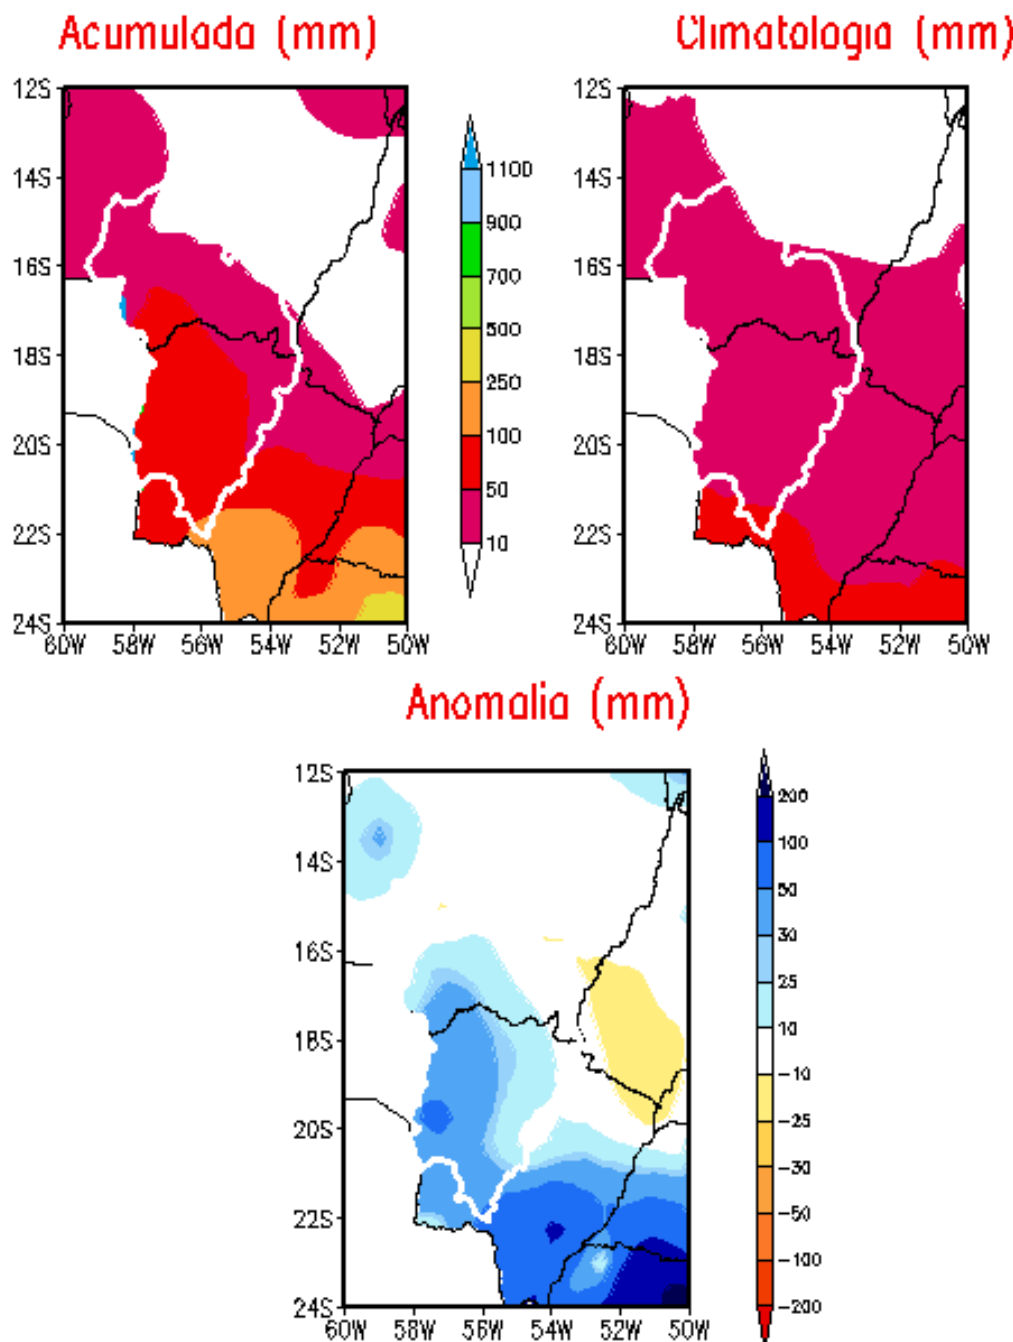 Acumulada (mm)
12S
14S
16S
18S
20S
22S
24S
60W 58W 56W 54W 52W 50W
1100
900
700
500
250
100
50
10
Climatologia (mm)
12S
14S
16S
18S
20S
22S
24S
60W 58W 56W 54W 52W 50W
Anomalia (mm)
12S
14S
16S
18S
20S
22S
24S
60W 58W 56W 54W 52W 50W
200
100
50
30
25
10
-10
-25
-30
-50
-100
-200